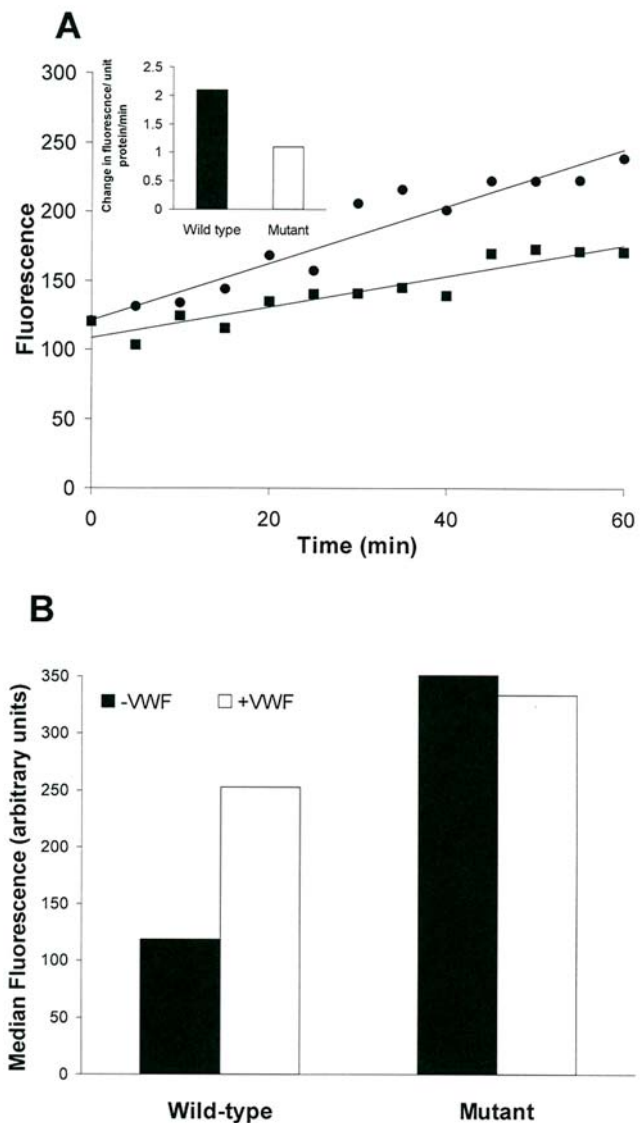 A
Change in fluorescnce/ unit
protein/min
2.5
2
1.5
1
0.5
0
Wild type Mutant
Fluorescence
300
250
200
150
100
50
0
0 20 40 60
Time (min)
B
Median Fluorescence (arbitrary units)
350
300
250
200
150
100
50
0
-VWF +VWF
Wild-type Mutant